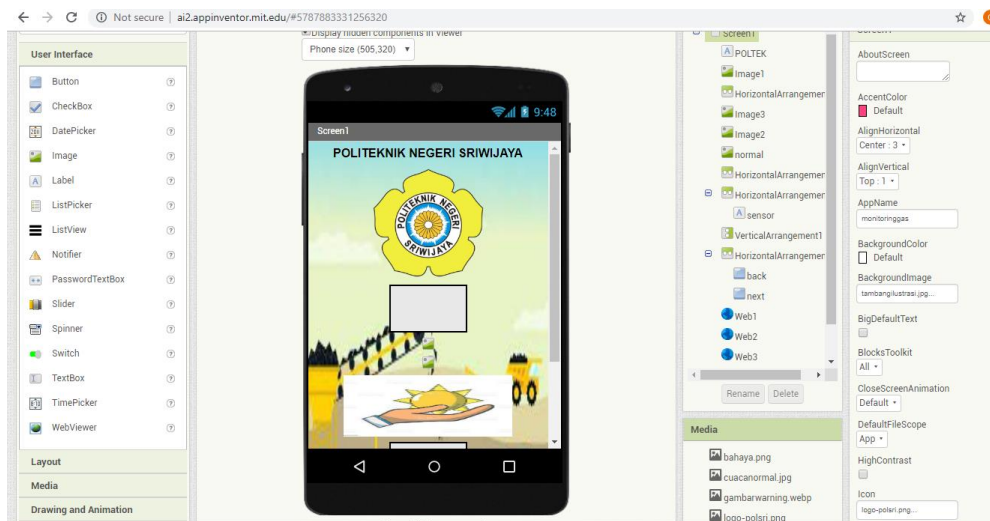 Not secure | ai2.appinventor.mit.edu/#5787883331256320
Display hidden components in Viewer
Phone size (505,320)
User Interface
Button
CheckBox
DatePicker
Image
Label
ListPicker
ListView
Notifier
PasswordTextBox
Slider
Spinner
Switch
TextBox
TimePicker
WebViewer
Layout
Media
Drawing and Animation
9:48
Screen1
POLITEKNIK NEGERI SRIWIJAYA
POLITEKNIK NEGERI
SRIWIJAYA
Screen1
POLTEK
Image1
HorizontalArrangemer
Image3
Image2
normal
HorizontalArrangemer
HorizontalArrangemer
sensor
VerticalArrangement1
HorizontalArrangemer
back
next
Web1
Web2
Web3
Rename Delete
Media
bahaya.png
cuacanormal.jpg
gambarwarning.webp
logo-polsri.png
Screen1
AboutScreen
AccentColor
Default
AlignHorizontal
Center : 3
AlignVertical
Top : 1
AppName
monitoringgas
BackgroundColor
Default
BackgroundImage
tambangilustrasi.jpg...
BigDefaultText
BlocksToolkit
All
CloseScreenAnimation
Default
DefaultFileScope
App
HighContrast
Icon
logo-polsri.png...